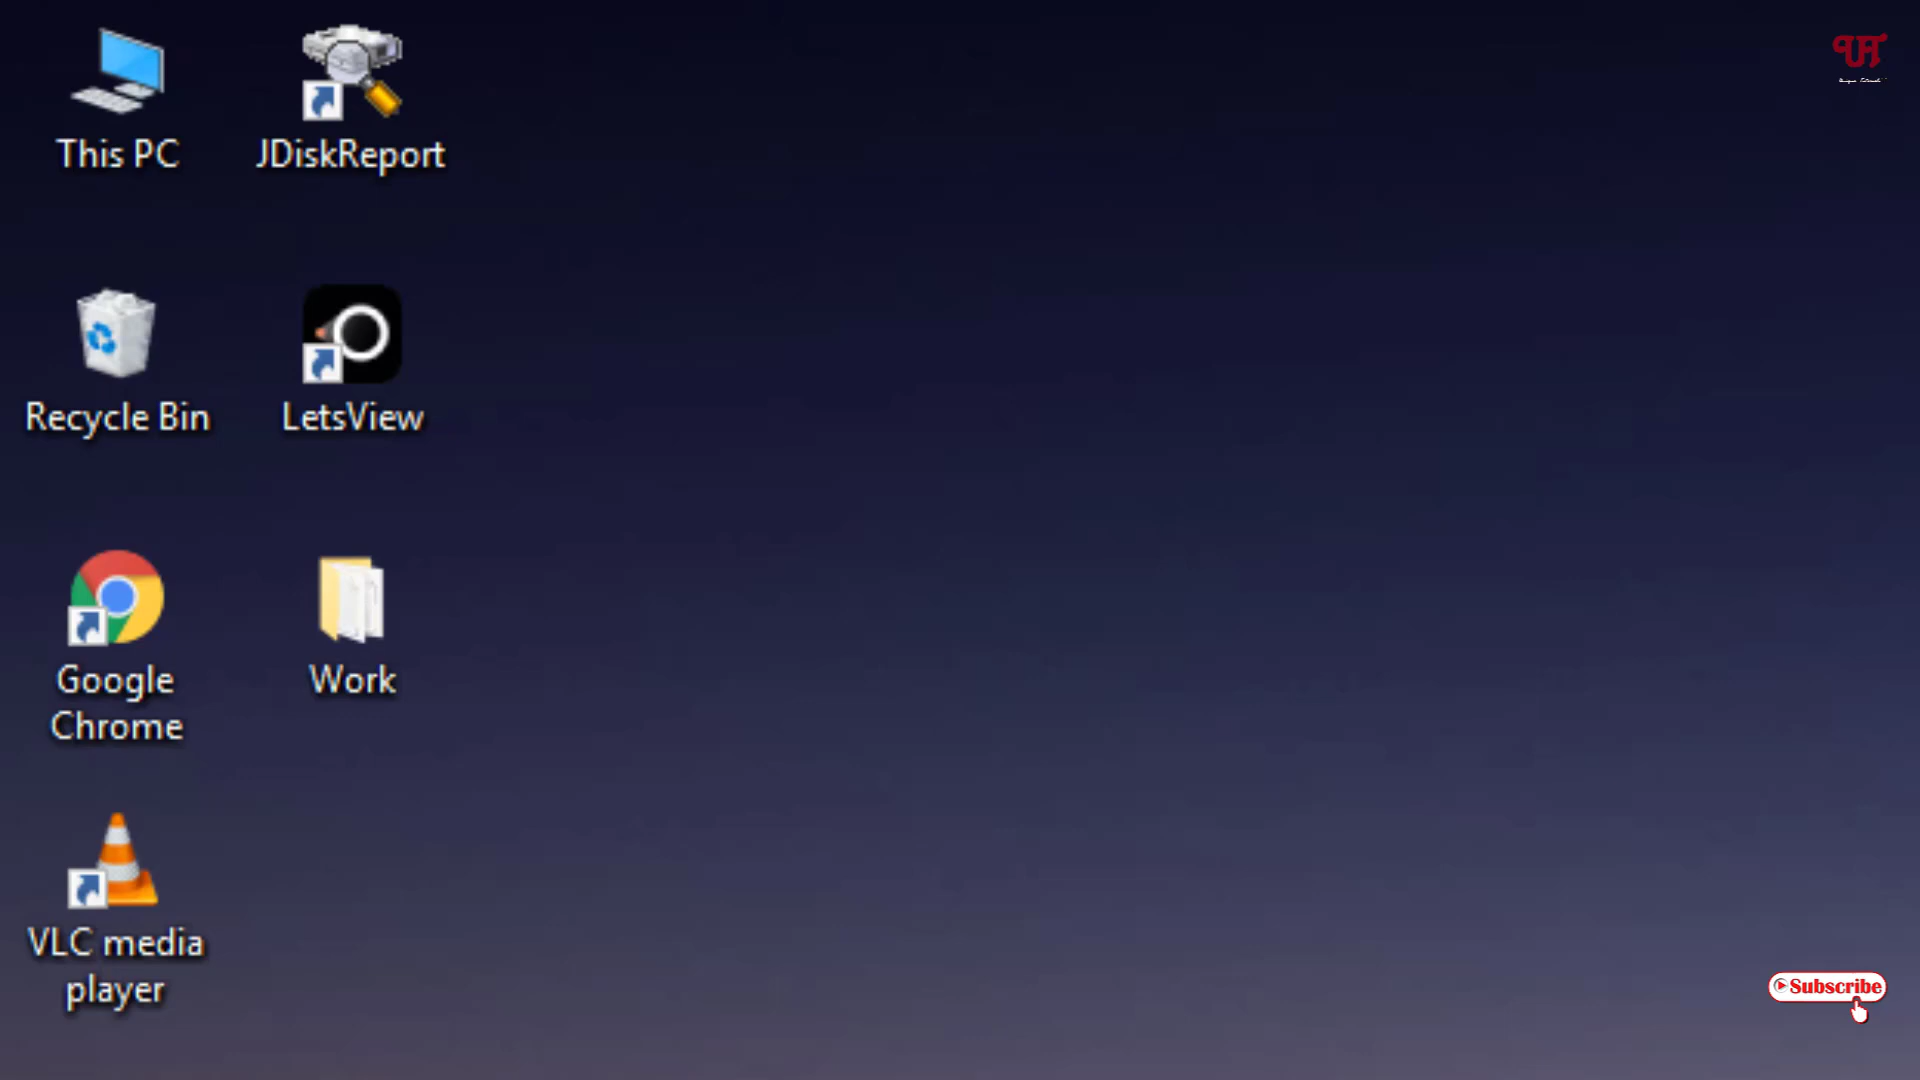 This PC
JDiskReport
Recycle Bin
LetsView
Google
Chrome
Work
VLC media
player
Subscribe